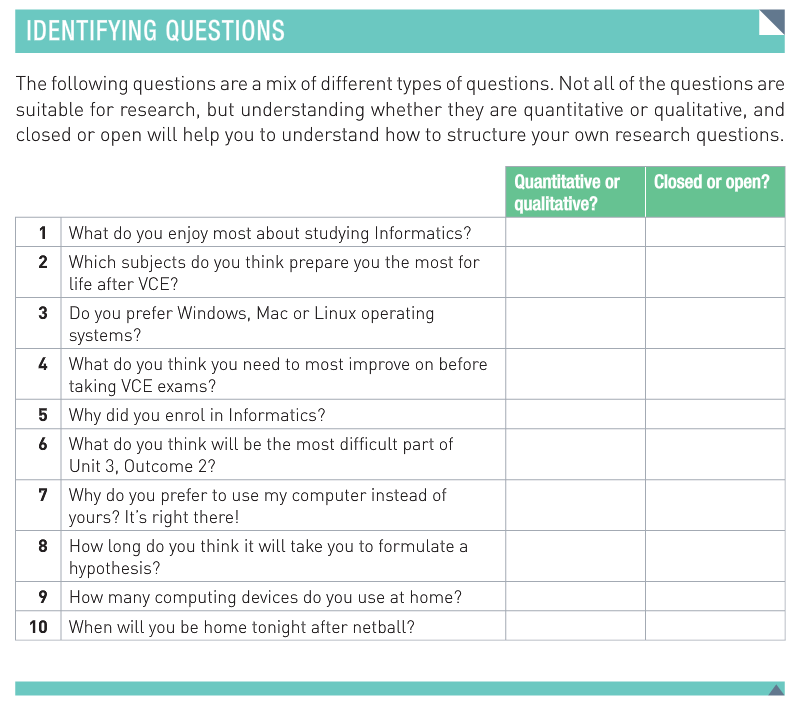 IDENTIFYING QUESTIONS
The following questions are a mix of different types of questions. Not all of the questions are
suitable for research, but understanding whether they are quantitative or qualitative, and
closed or open will help you to understand how to structure your own research questions.
Quantitative or
qualitative?
Closed or open?
1 What do you enjoy most about studying Informatics?
2 Which subjects do you think prepare you the most for
life after VCE?
3 Do you prefer Windows, Mac or Linux operating
systems?
4 What do you think you need to most improve on before
taking VCE exams?
5 Why did you enrol in Informatics?
6 What do you think will be the most difficult part of
Unit 3, Outcome 2?
7 Why do you prefer to use my computer instead of
yours? It’s right there!
8 How long do you think it will take you to formulate a
hypothesis?
9 How many computing devices do you use at home?
10 When will you be home tonight after netball?